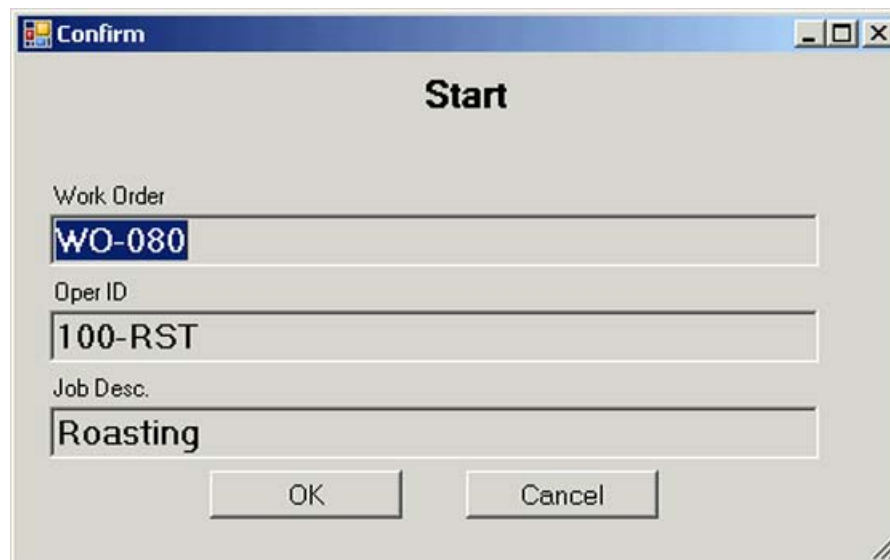 Confirm
Start
Work Order
WO-080
Oper ID
100-RST
Job Desc.
Roasting
OK Cancel